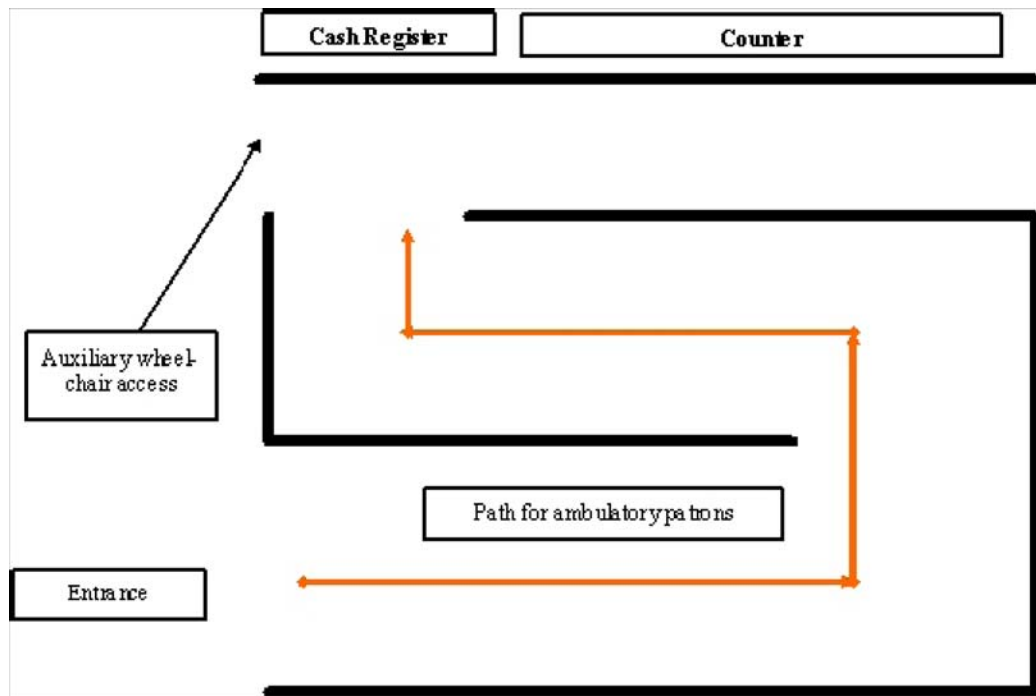 Cash Register
Counter
Auxiliary wheel-
chair access
Path for ambulatory patrons
Entrance